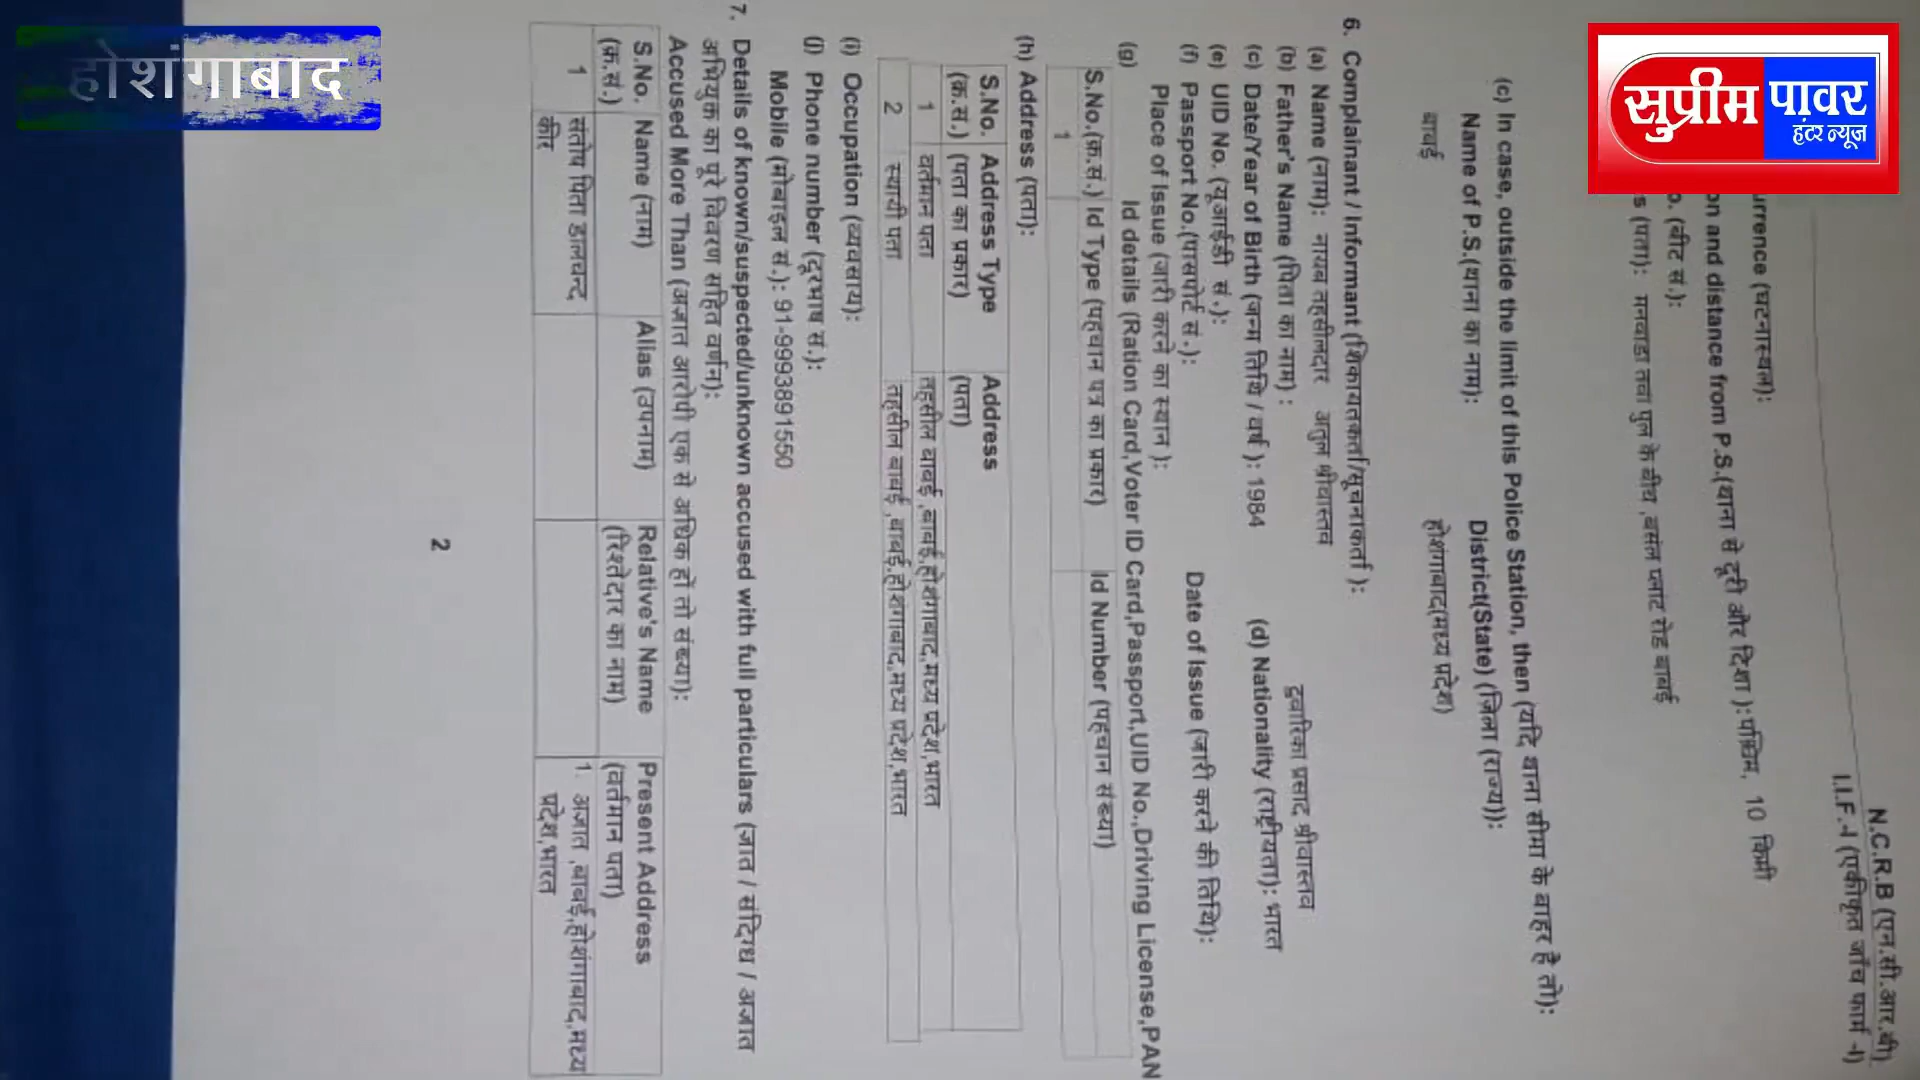 होशंगाबाद
सुप्रीम पावर
हंटर न्यूज
N.C.R.B (एन.सी.आर.बी)
I.I.F.-I (एकीकृत जाँच फार्म -I)
urrence (घटनास्थल):
on and distance from P.S.(थाना से दूरी और दिशा ): पश्चिम, 10 किमी
o. (बीट सं.):
s (पता): मनवाडा तवा पुल के बीच ,बसंल प्लांट रोड बाबई
(c) In case, outside the limit of this Police Station, then (यदि थाना सीमा के बाहर है तो):
Name of P.S.(थाना का नाम): District(State) (जिला (राज्य)):
बाबई होशंगाबाद(मध्य प्रदेश)
6. Complainant / Informant (शिकायतकर्ता/सूचनाकर्ता ):
(a) Name (नाम): नायब तहसीलदार अतुल श्रीवास्तव
(b) Father's Name (पिता का नाम) : द्वारिका प्रसाद श्रीवास्तव
(c) Date/Year of Birth (जन्म तिथि / वर्ष ): 1984 (d) Nationality (राष्ट्रीयता): भारत
(e) UID No. (यूआईडी सं.):
(f) Passport No.(पासपोर्ट सं.): Date of Issue (जारी करने की तिथि):
Place of Issue (जारी करने का स्थान ):
(g) Id details (Ration Card,Voter ID Card,Passport,UID No.,Driving License,PAN
S.No.(क्र.सं.) Id Type (पहचान पत्र का प्रकार) Id Number (पहचान संख्या)
1
(h) Address (पता):
S.No. Address Type Address
(क्र.सं.) (पता का प्रकार) (पता)
1 वर्तमान पता तहसील बाबई ,बाबई,होशंगाबाद,मध्य प्रदेश,भारत
2 स्थायी पता तहसील बाबई ,बाबई,होशंगाबाद,मध्य प्रदेश,भारत
(i) Occupation (व्यवसाय):
(j) Phone number (दूरभाष सं.):
Mobile (मोबाइल सं.): 91-9993891550
7. Details of known/suspected/unknown accused with full particulars (ज्ञात / संदिग्ध / अज्ञात
अभियुक्त का पूरे विवरण सहित वर्णन):
Accused More Than (अज्ञात आरोपी एक से अधिक हों तो संख्या):
S.No. Name (नाम) Alias (उपनाम) Relative's Name Present Address
(क्र.सं.) (रिश्तेदार का नाम) (वर्तमान पता)
1 संतोष पिता डालचन्द 1. अज्ञात ,बाबई,होशंगाबाद,मध्य
कीर प्रदेश,भारत
2